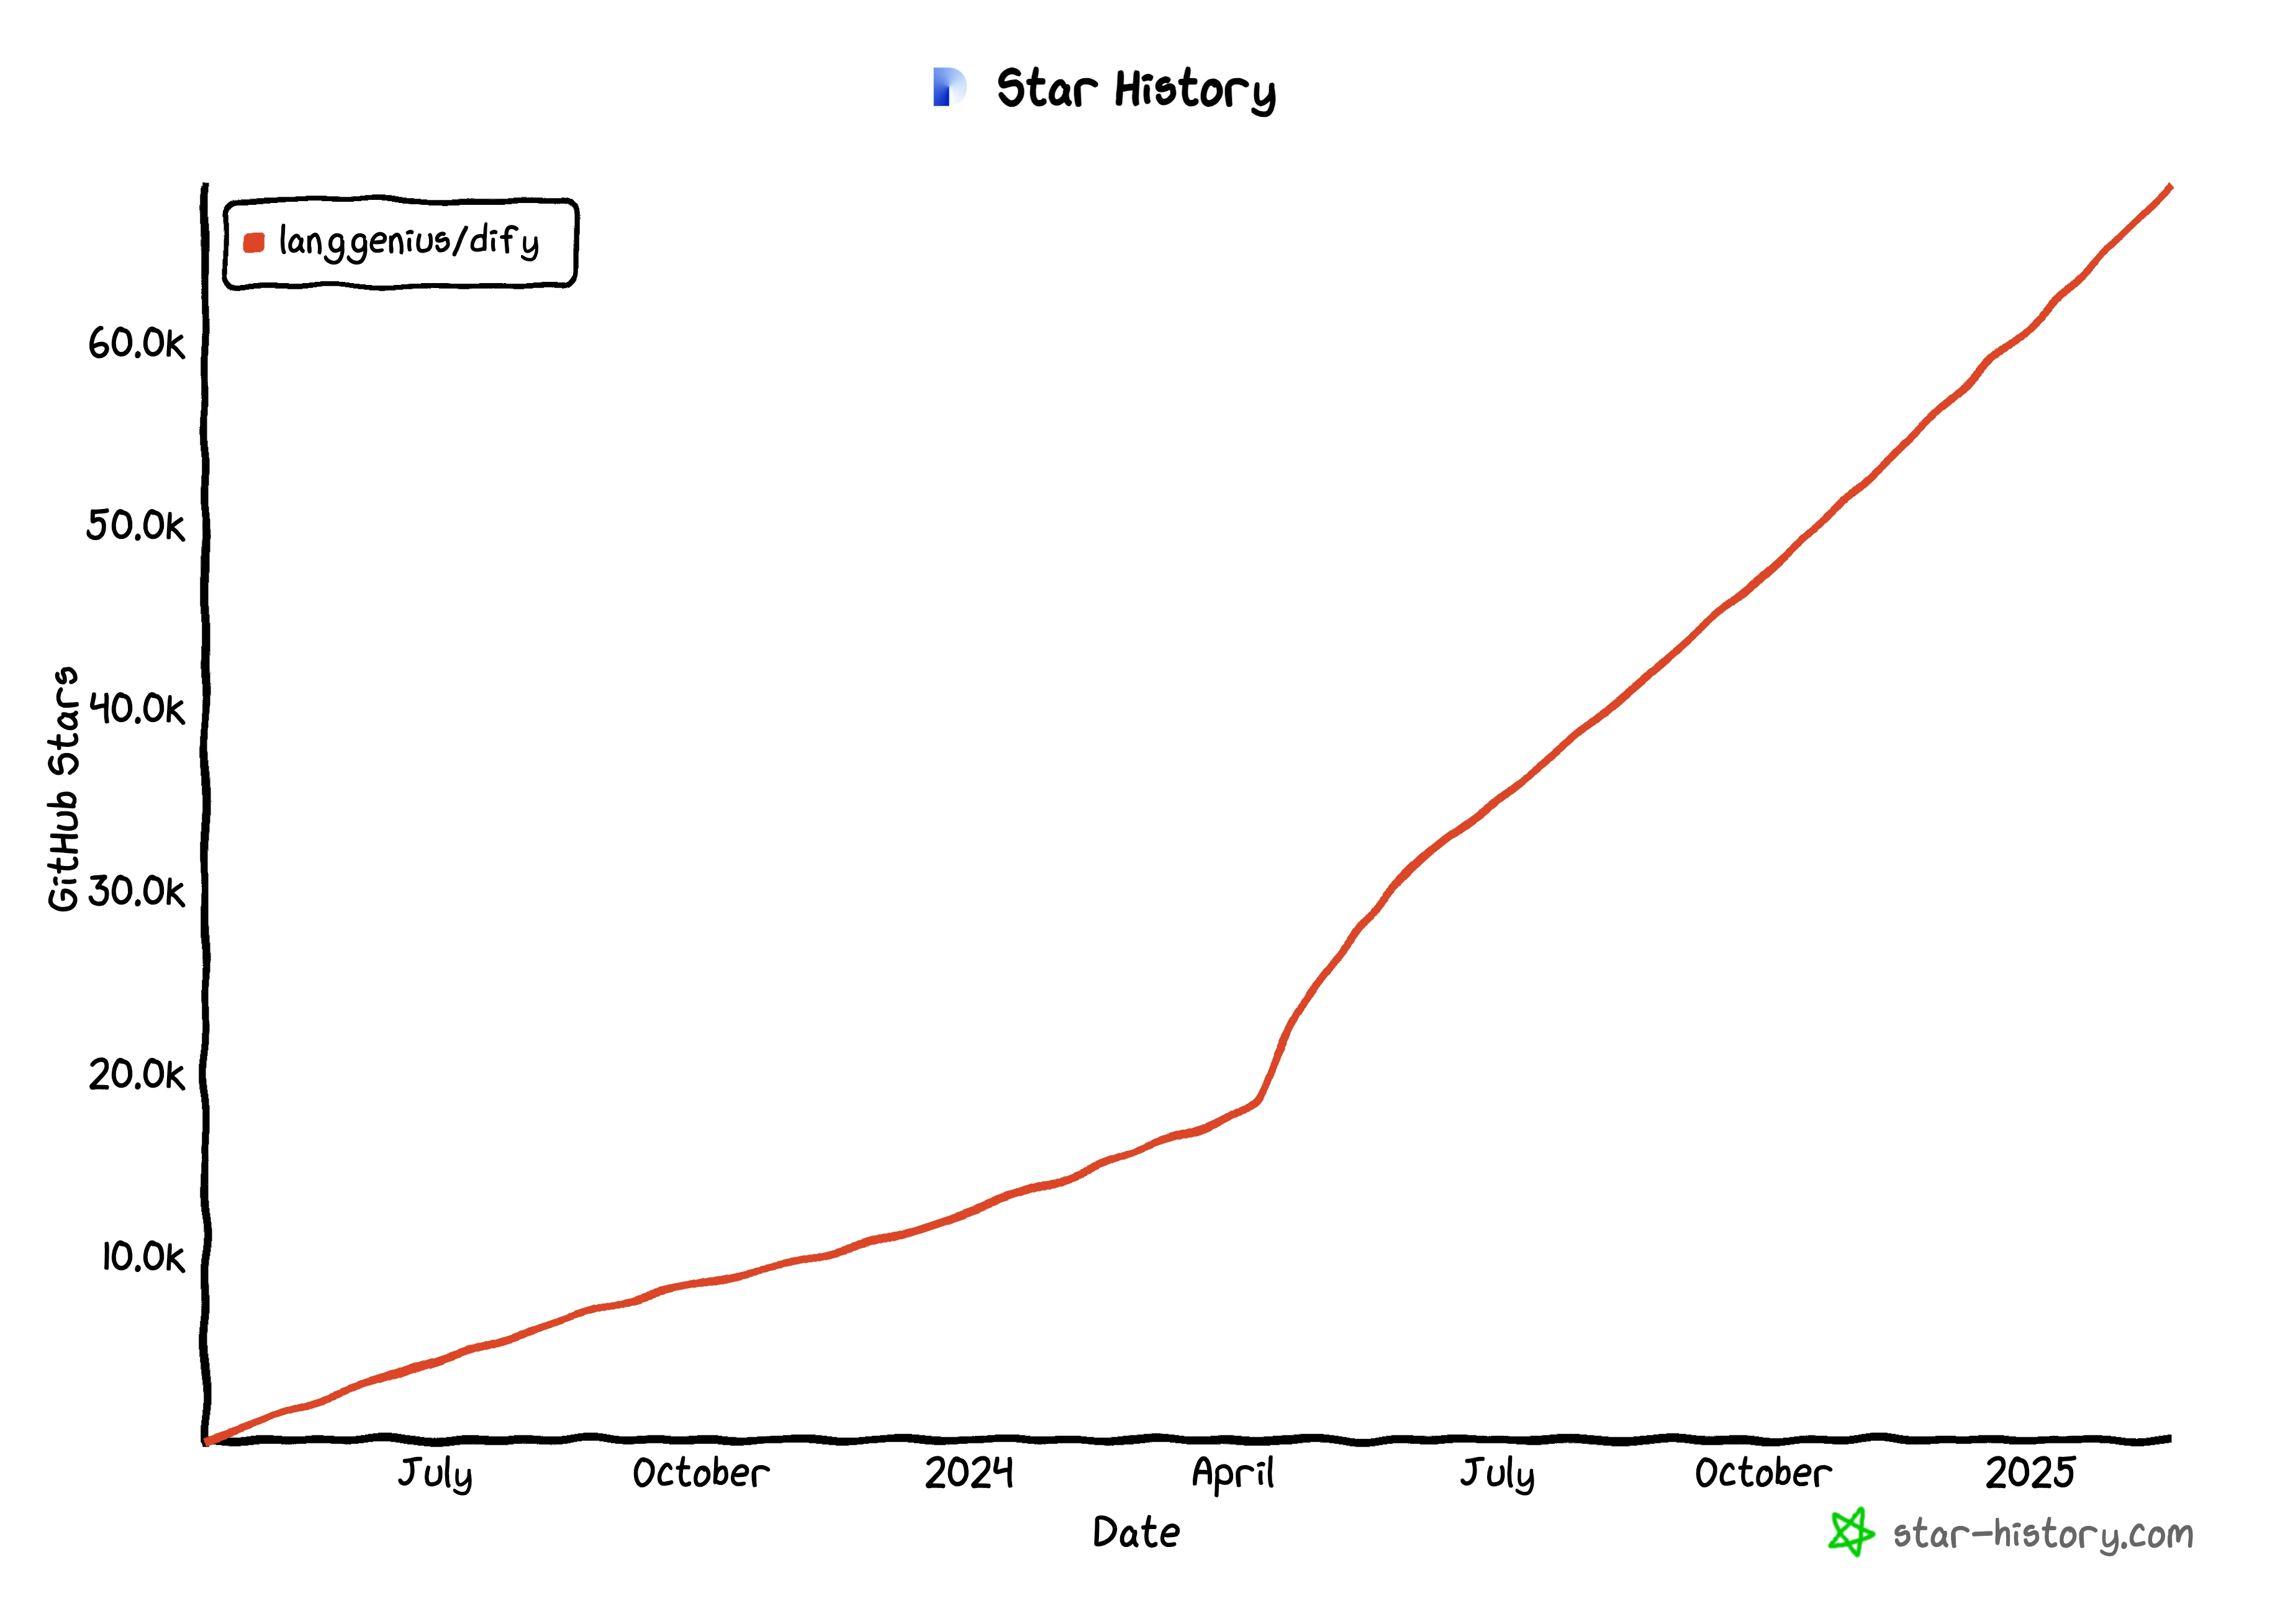 Star History
langgenius/dify
60.0K
50.0K
40.0K
30.0K
20.0K
10.0K
GitHub Stars
July October 2024 April July October 2025
Date
star-history.com